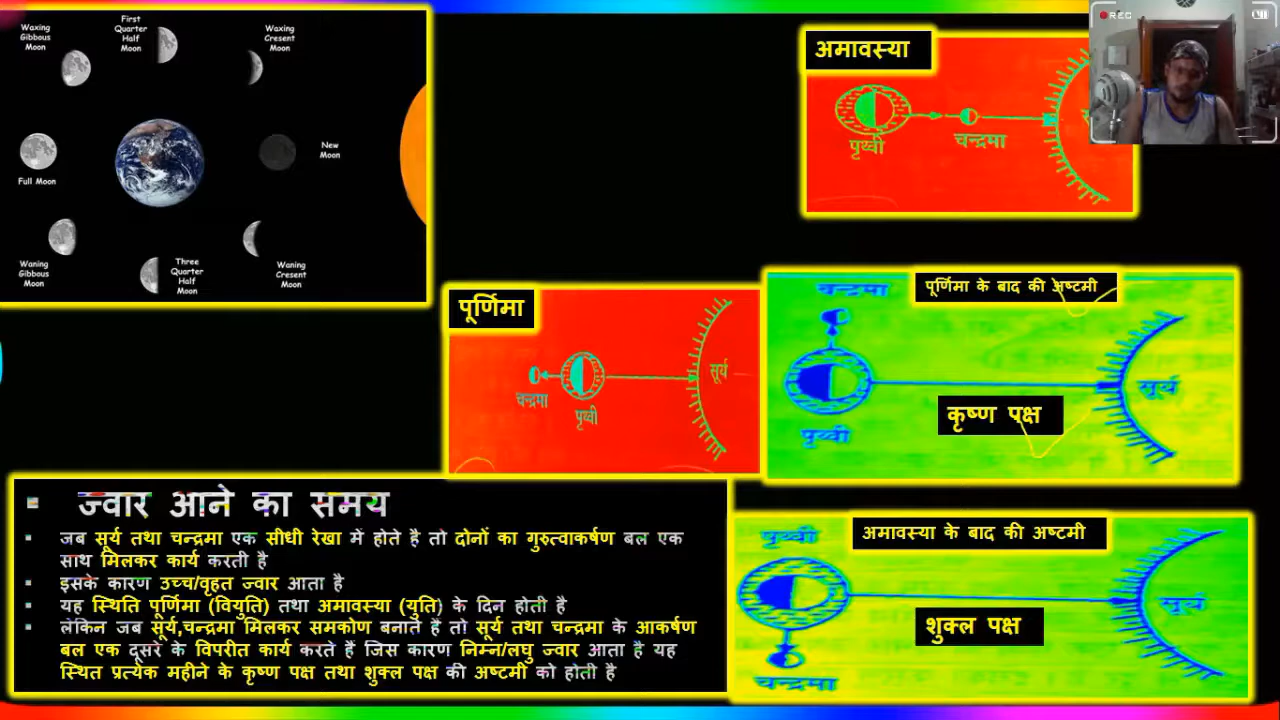 Waxing
Gibbous
Moon
First
Quarter
Half
Moon
Waxing
Cresent
Moon
New
Moon
Full Moon
Waning
Gibbous
Moon
Three
Quarter
Half
Moon
Waning
Cresent
Moon
अमावस्या
पृथ्वी
चन्द्रमा
REC
पूर्णिमा
चन्द्रमा
पृथ्वी
सूर्य
चन्द्रमा
पूर्णिमा के बाद की अष्टमी
सूर्य
कृष्ण पक्ष
पृथ्वी
ज्वार आने का समय
जब सूर्य तथा चन्द्रमा एक सीधी रेखा में होते है तो दोनों का गुरुत्वाकर्षण बल एक
साथ मिलकर कार्य करती है
इसके कारण उच्च/वृहत ज्वार आता है
यह स्थिति पूर्णिमा (वियुति) तथा अमावस्या (युति) के दिन होती है
लेकिन जब सूर्य,चन्द्रमा मिलकर समकोण बनाते हैं तो सूर्य तथा चन्द्रमा के आकर्षण
बल एक दूसरे के विपरीत कार्य करते हैं जिस कारण निम्न/लघु ज्वार आता है यह
स्थित प्रत्येक महीने के कृष्ण पक्ष तथा शुक्ल पक्ष की अष्टमी को होती है
पृथ्वी
अमावस्या के बाद की अष्टमी
सूर्य
शुक्ल पक्ष
चन्द्रमा